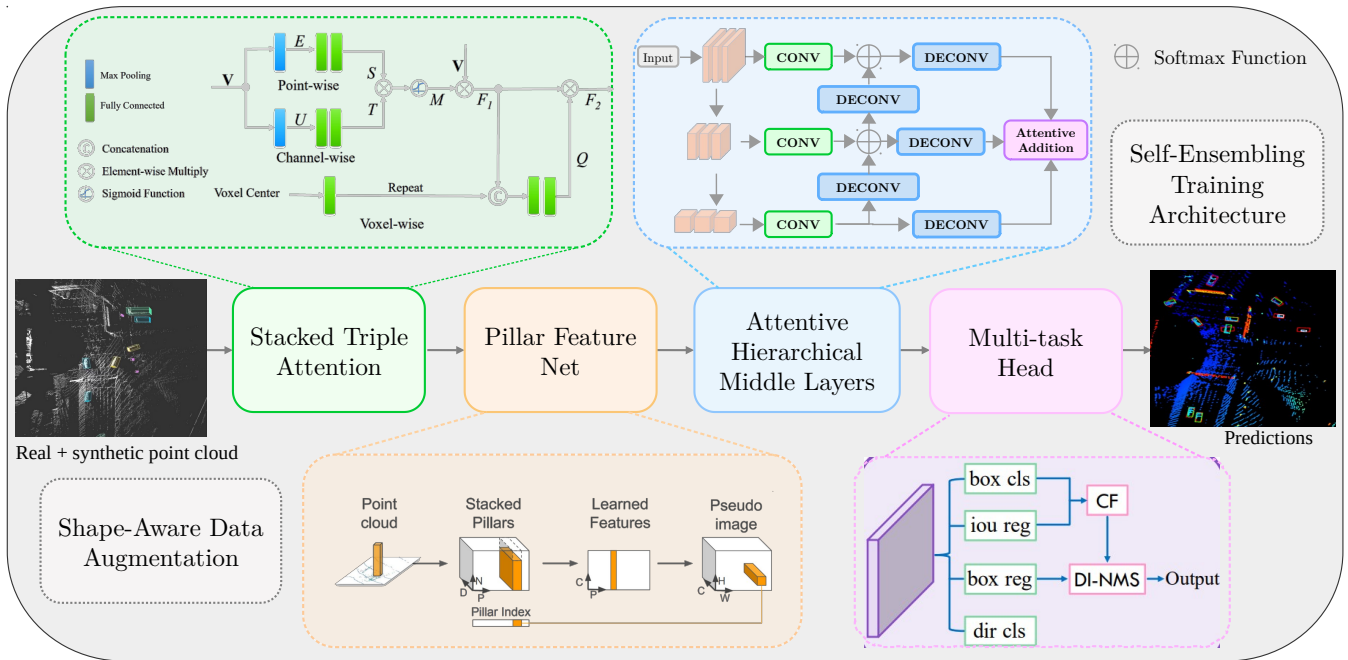 Max Pooling
Fully Connected
Concatenation
Element-wise Multiply
Sigmoid Function
V
E
Point-wise
S
U
T
Channel-wise
M
V
F1
F2
Q
Voxel Center
Repeat
C
Voxel-wise
Input
CONV
DECONV
DECONV
CONV
DECONV
Attentive
Addition
DECONV
CONV
DECONV
Softmax Function
Self-Ensembling
Training
Architecture
Real + synthetic point cloud
Stacked Triple
Attention
Pillar Feature
Net
Attentive
Hierarchical
Middle Layers
Multi-task
Head
Predictions
Shape-Aware Data
Augmentation
Point
cloud
Stacked
Pillars
N
D
P
Learned
Features
C
P
Pseudo
image
H
C
W
Pillar Index
box cls
iou reg
box reg
dir cls
CF
DI-NMS
Output